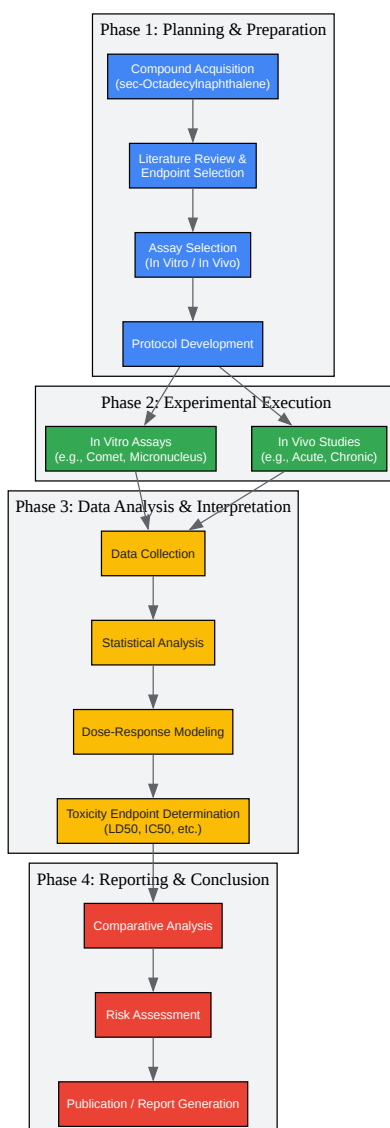 Phase 1: Planning & Preparation
Compound Acquisition
(sec-Octadecylnaphthalene)
Literature Review &
Endpoint Selection
Assay Selection
(In Vitro / In Vivo)
Protocol Development
Phase 2: Experimental Execution
In Vitro Assays
(e.g., Comet, Micronucleus)
In Vivo Studies
(e.g., Acute, Chronic)
Phase 3: Data Analysis & Interpretation
Data Collection
Statistical Analysis
Dose-Response Modeling
Toxicity Endpoint Determination
(LD50, IC50, etc.)
Phase 4: Reporting & Conclusion
Comparative Analysis
Risk Assessment
Publication / Report Generation